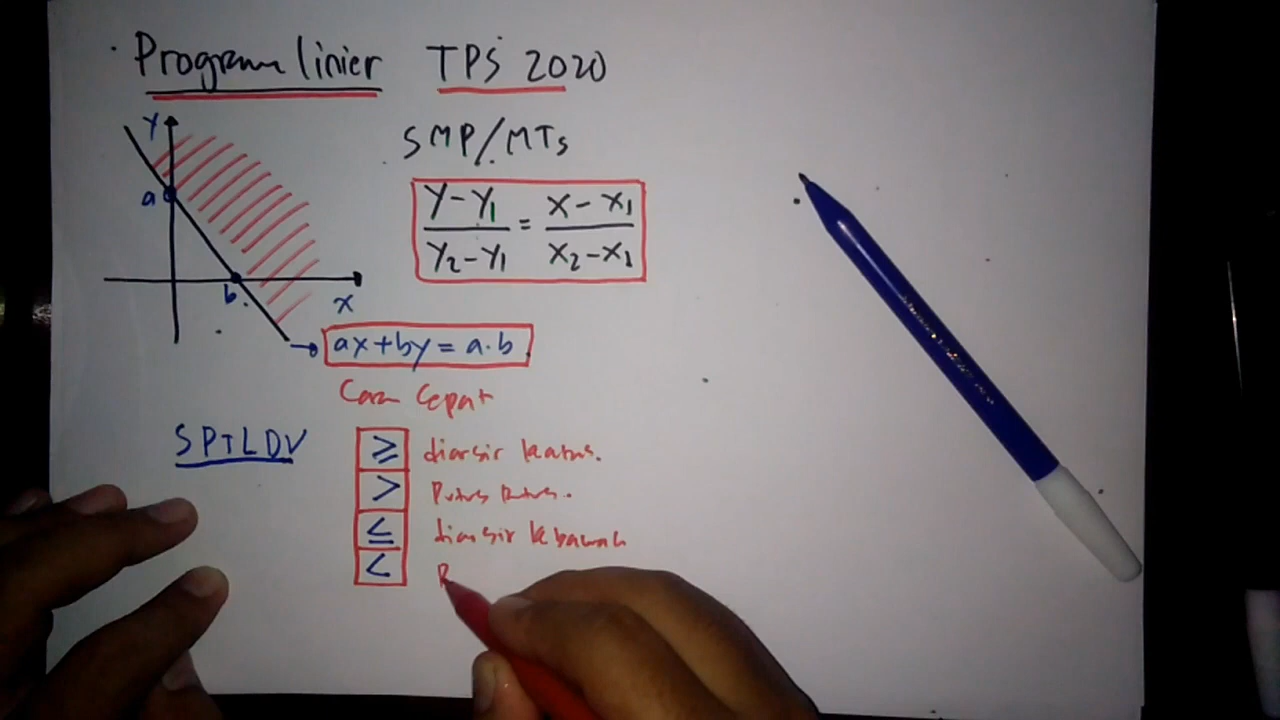 Program linier TPS 2020
SMP/MTs
Y
a
b
x
y-y₁ / y₂-y₁ = x-x₁ / x₂-x₁
ax+by = a.b
Cara Cepat
SPTLDV
≥ diarsir keatas.
> Putus Putus.
≤ diarsir kebawah
< P